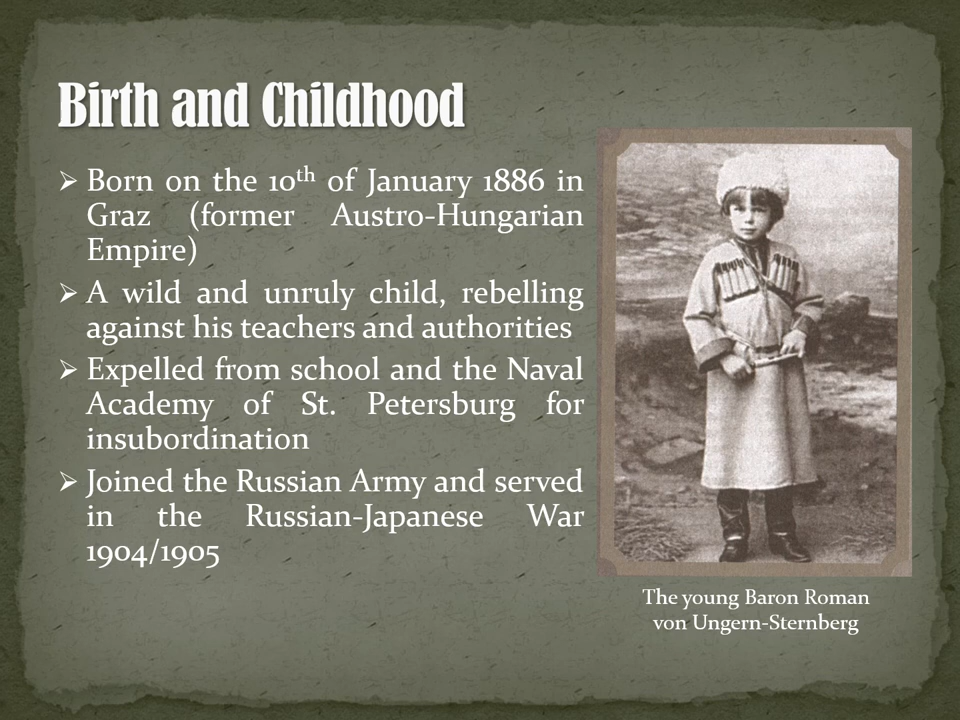 Birth and Childhood
➢ Born on the 10th of January 1886 in
Graz (former Austro-Hungarian
Empire)
➢ A wild and unruly child, rebelling
against his teachers and authorities
➢ Expelled from school and the Naval
Academy of St. Petersburg for
insubordination
➢ Joined the Russian Army and served
in the Russian-Japanese War
1904/1905
The young Baron Roman
von Ungern-Sternberg